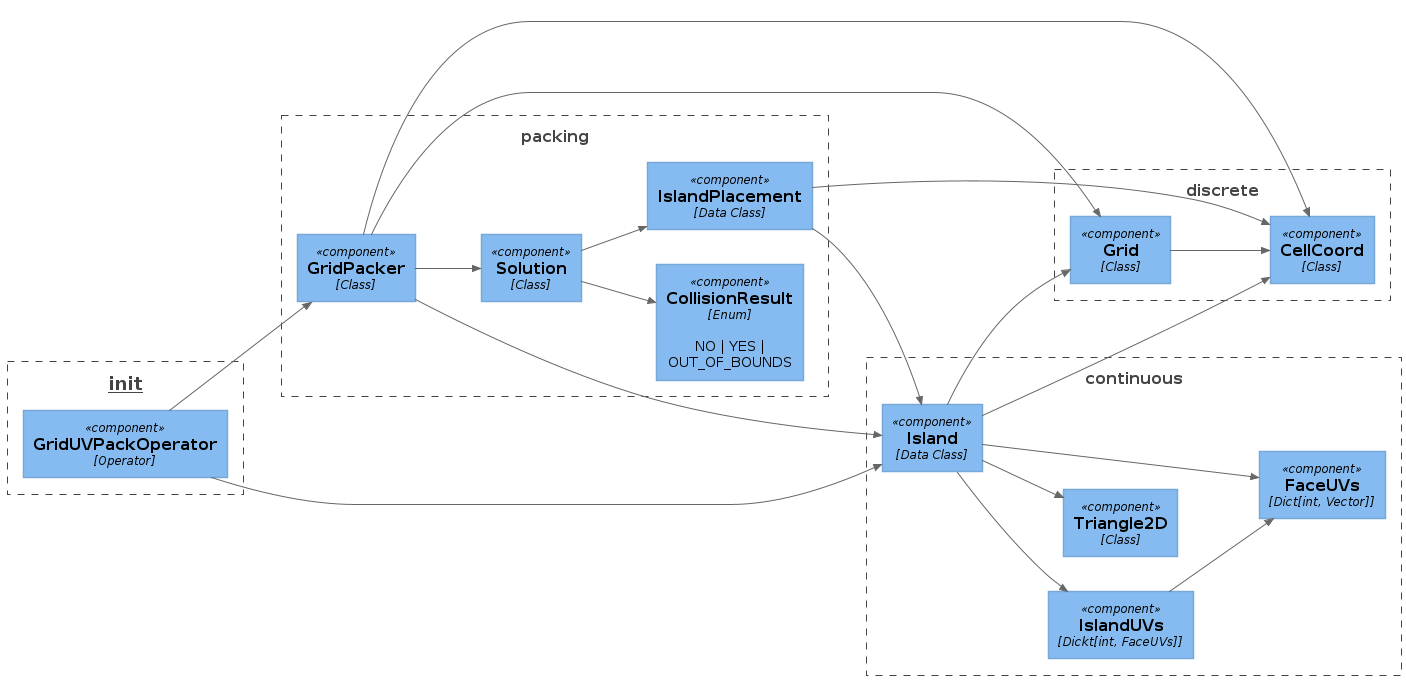 packing
«component»
IslandPlacement
[Data Class]
discrete
«component»
GridPacker
[Class]
«component»
Solution
[Class]
«component»
CollisionResult
[Enum]
NO | YES |
OUT_OF_BOUNDS
«component»
Grid
[Class]
«component»
CellCoord
[Class]
init
«component»
GridUVPackOperator
[Operator]
continuous
«component»
Island
[Data Class]
«component»
FaceUVs
[Dict[int, Vector]]
«component»
Triangle2D
[Class]
«component»
IslandUVs
[Dickt[int, FaceUVs]]